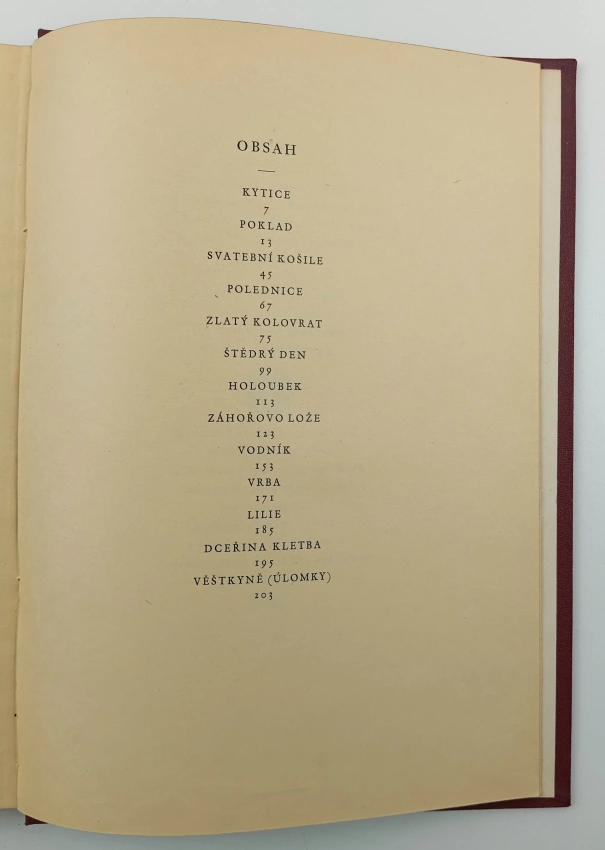 OBSAH
KYTICE
7
POKLAD
13
SVATEBNÍ KOŠILE
45
POLEDNICE
67
ZLATÝ KOLOVRAT
75
ŠTĚDRÝ DEN
99
HOLOUBEK
113
ZÁHOŘOVO LOŽE
123
VODNÍK
153
VRBA
171
LILIE
185
DCEŘINA KLETBA
195
VĚŠTKYNĚ (ÚLOMKY)
203